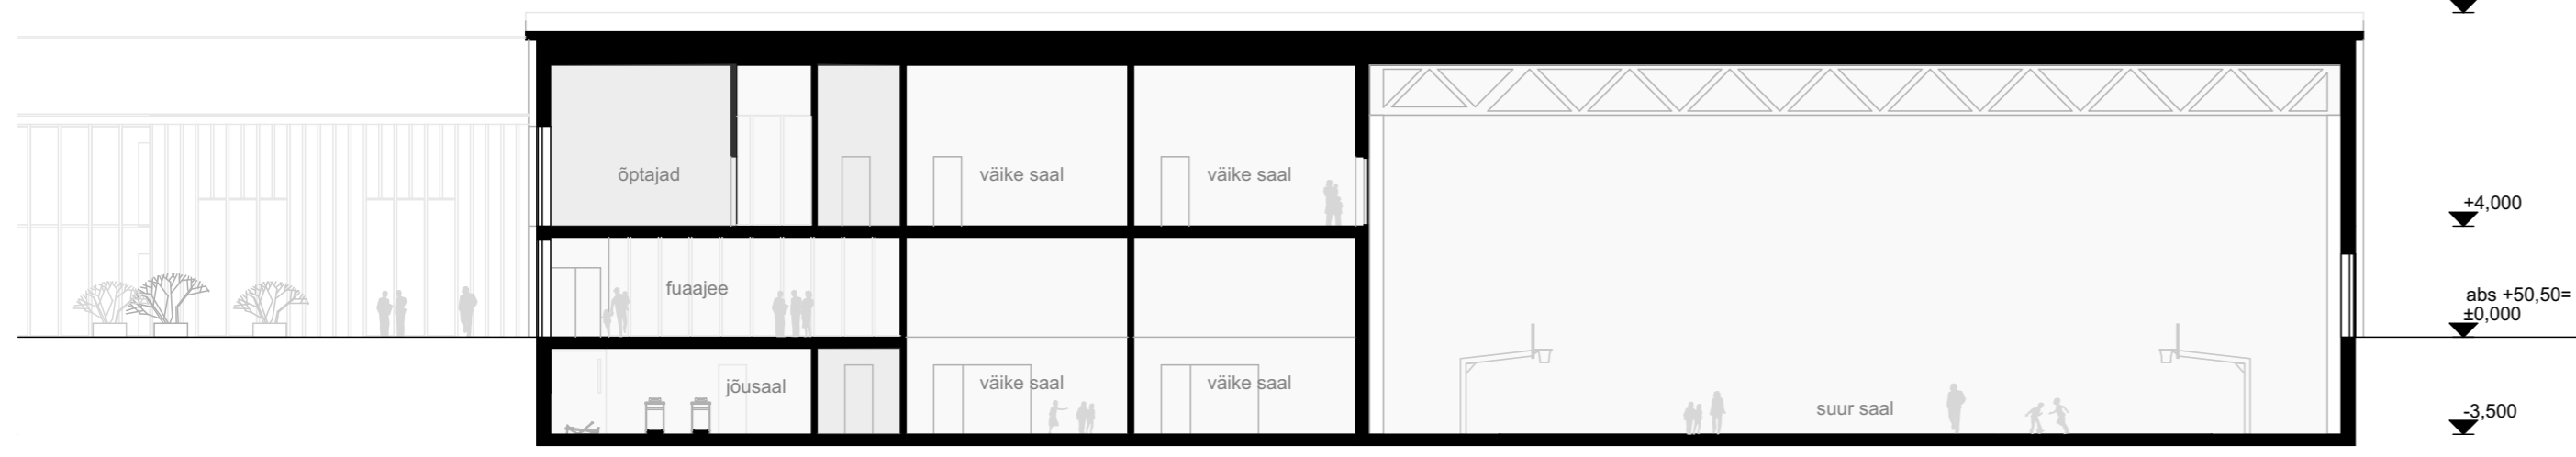 õptajad
väike saal
väike saal
+4,000
fuaajee
abs +50,50=
±0,000
jõusaal
väike saal
väike saal
suur saal
-3,500